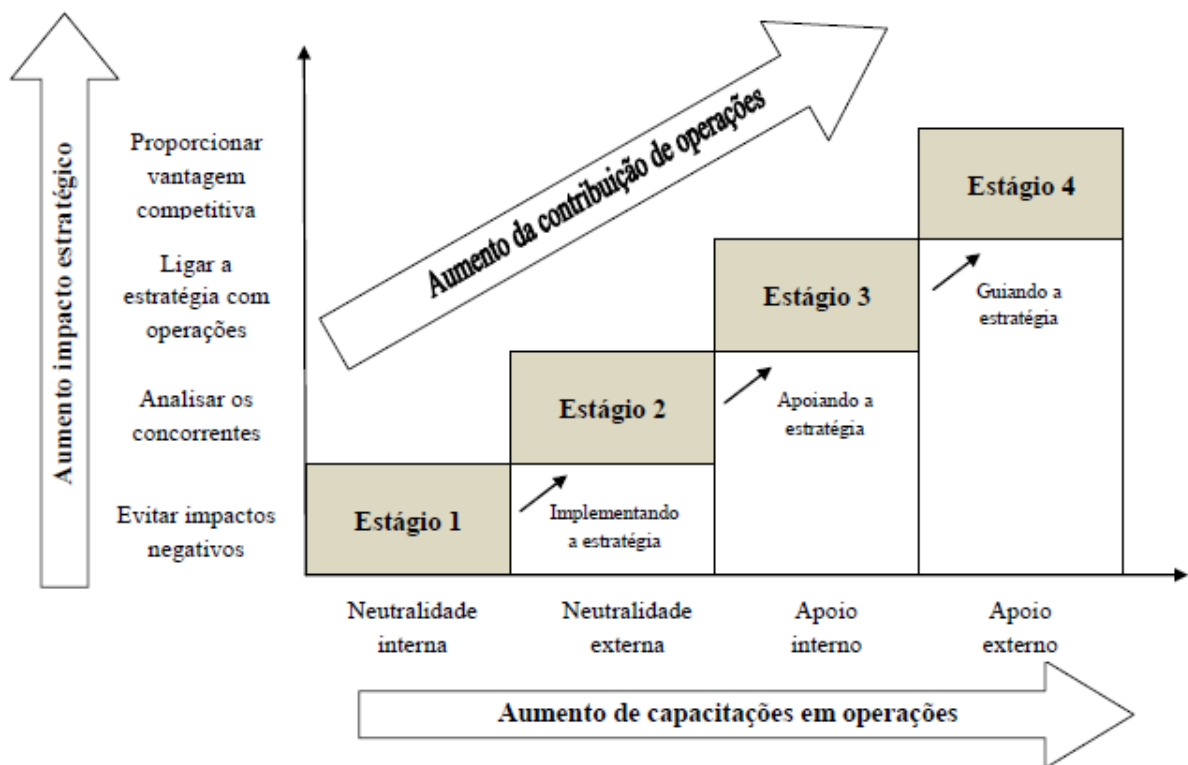 Aumento impacto estratégico
Proporcionar
vantagem
competitiva
Ligar a
estratégia com
operações
Analisar os
concorrentes
Evitar impactos
negativos
Aumento da contribuição de operações
Estágio 4
Estágio 3
Guiando a
estratégia
Estágio 2
Apoiando a
estratégia
Estágio 1
Implementando
a estratégia
Neutralidade
interna
Neutralidade
externa
Apoio
interno
Apoio
externo
Aumento de capacitações em operações